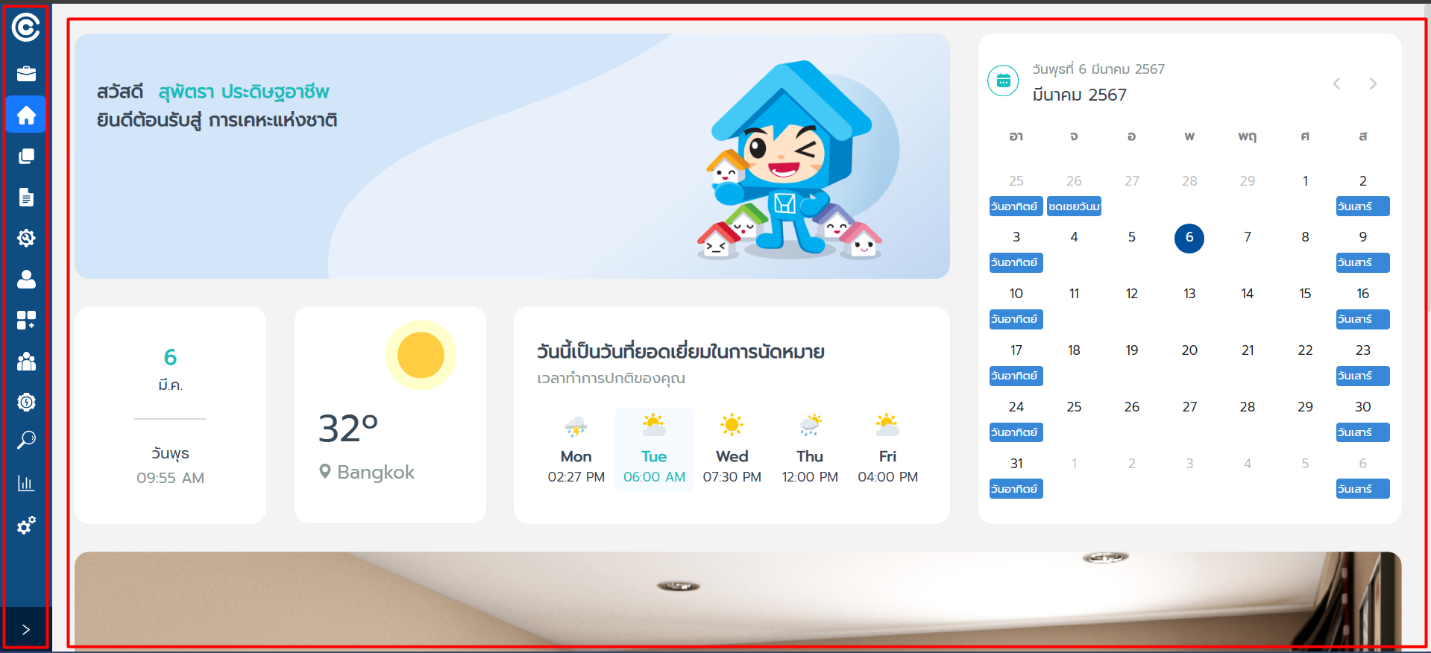 สวัสดี สุพัตรา ประดิษฐอาชีพ
ยินดีต้อนรับสู่ การเคหะแห่งชาติ
วันพุธที่ 6 มีนาคม 2567
มีนาคม 2567
อา จ อ พ พฤ ศ ส
25 26 27 28 29 1 2
วันอาทิตย์ ชดเชยวันม วันเสาร์
3 4 5 6 7 8 9
วันอาทิตย์ วันเสาร์
10 11 12 13 14 15 16
วันอาทิตย์ วันเสาร์
17 18 19 20 21 22 23
วันอาทิตย์ วันเสาร์
24 25 26 27 28 29 30
วันอาทิตย์ วันเสาร์
31 1 2 3 4 5 6
วันอาทิตย์ วันเสาร์
6
มี.ค.
วันพุธ
09:55 AM
32°
Bangkok
วันนี้เป็นวันที่ยอดเยี่ยมในการนัดหมาย
เวลาทำการปกติของคุณ
Mon Tue Wed Thu Fri
02:27 PM 06:00 AM 07:30 PM 12:00 PM 04:00 PM